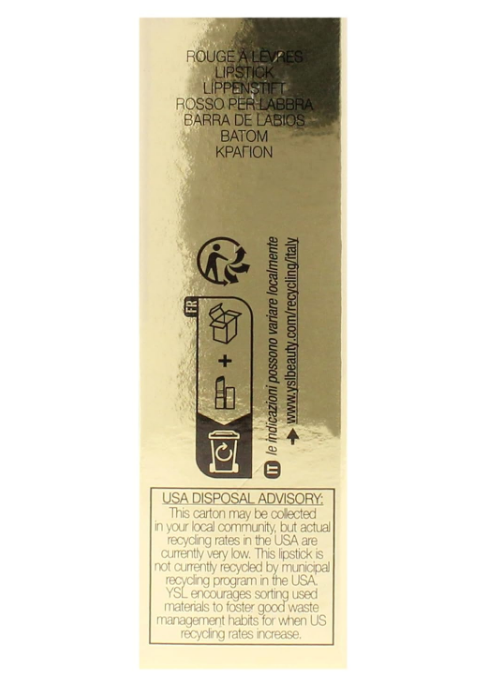 ROUGE À LÈVRES
LIPSTICK
LIPPENSTIFT
ROSSO PER LABBRA
BARRA DE LABIOS
BATOM
ΚΡΑΓΙΟΝ
FR
+
IT le indicazioni possono variare localmente
www.yslbeauty.com/recycling/italy
USA DISPOSAL ADVISORY:
This carton may be collected
in your local community, but actual
recycling rates in the USA are
currently very low. This lipstick is
not currently recycled by municipal
recycling program in the USA.
YSL encourages sorting used
materials to foster good waste
management habits for when US
recycling rates increase.